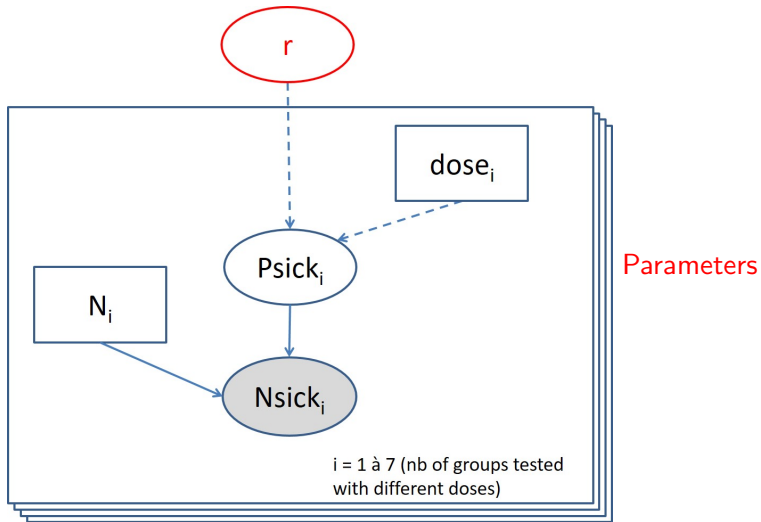 r
dose_i
Psick_i
Parameters
N_i
Nsick_i
i = 1 à 7 (nb of groups tested
with different doses)